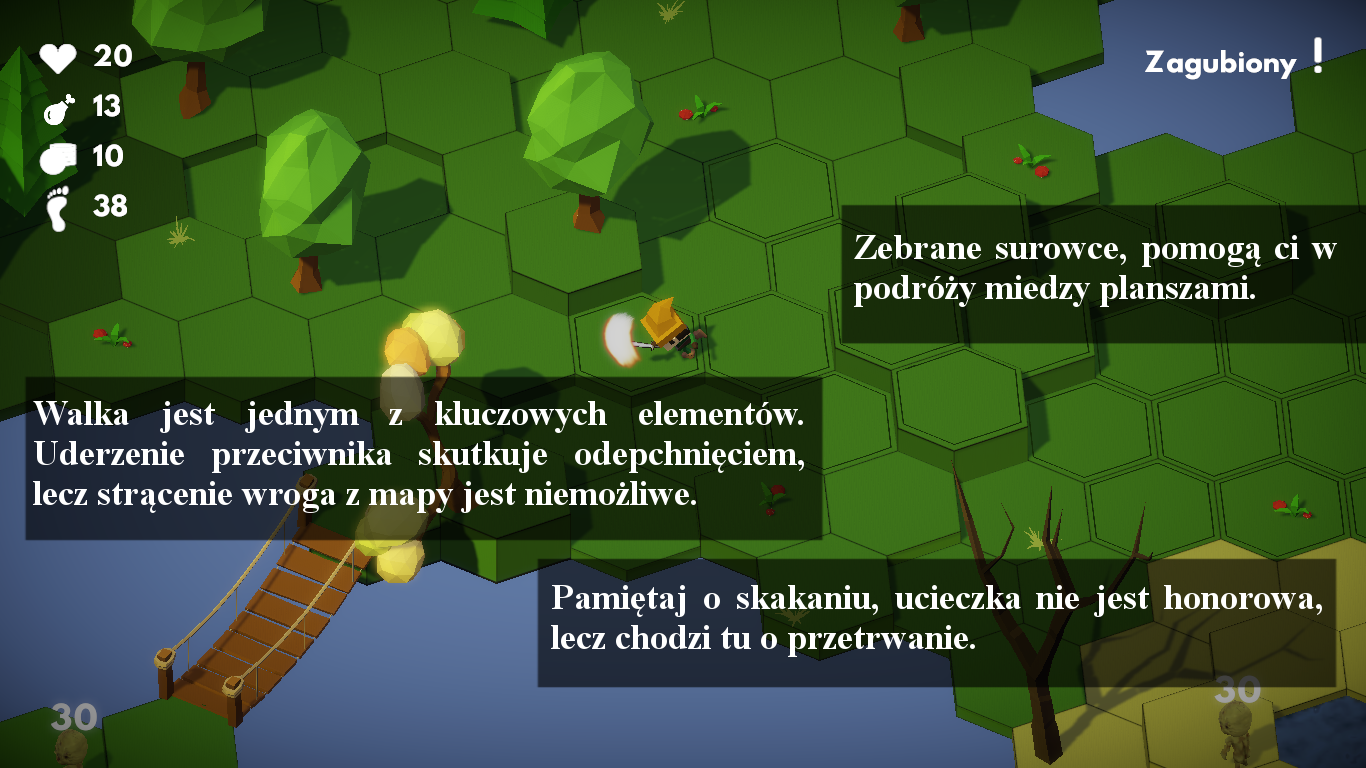 20
13
10
38
Zagubiony !
Zebrane surowce, pomogą ci w
podróży miedzy planszami.
Walka jest jednym z kluczowych elementów.
Uderzenie przeciwnika skutkuje odepchnięciem,
lecz strącenie wroga z mapy jest niemożliwe.
Pamiętaj o skakaniu, ucieczka nie jest honorowa,
lecz chodzi tu o przetrwanie.
30
30